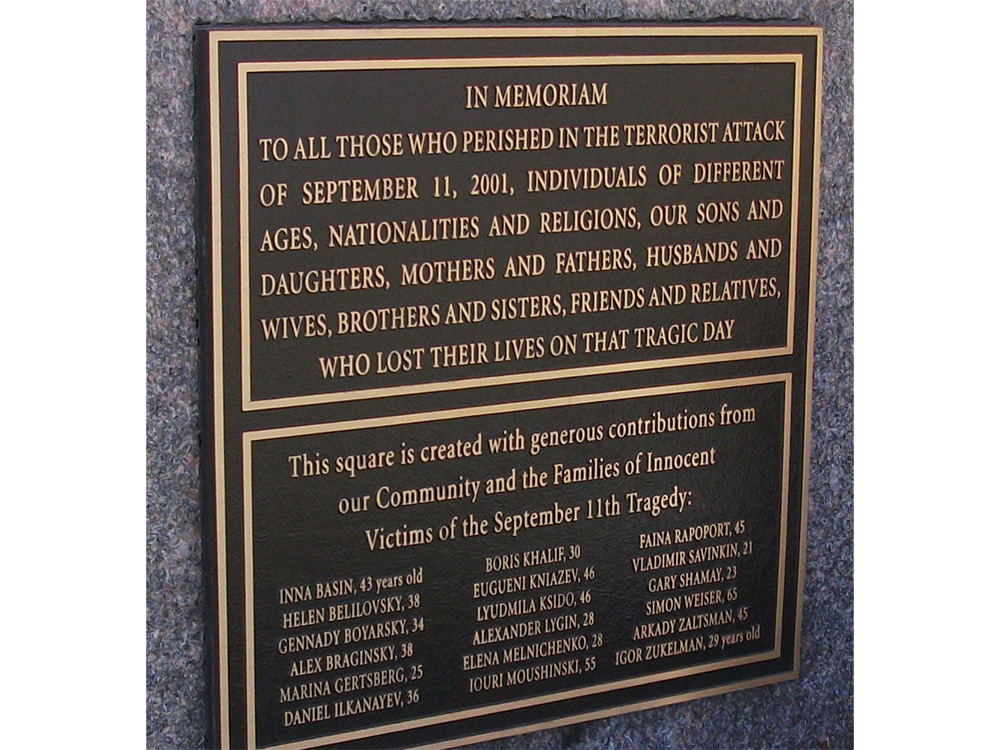 IN MEMORIAM
TO ALL THOSE WHO PERISHED IN THE TERRORIST ATTACK
OF SEPTEMBER 11, 2001, INDIVIDUALS OF DIFFERENT
AGES, NATIONALITIES AND RELIGIONS, OUR SONS AND
DAUGHTERS, MOTHERS AND FATHERS, HUSBANDS AND
WIVES, BROTHERS AND SISTERS, FRIENDS AND RELATIVES,
WHO LOST THEIR LIVES ON THAT TRAGIC DAY
This square is created with generous contributions from
our Community and the Families of Innocent
Victims of the September 11th Tragedy:
INNA BASIN, 43 years old
HELEN BELILOVSKY, 38
GENNADY BOYARSKY, 34
ALEX BRAGINSKY, 38
MARINA GERTSBERG, 25
DANIEL ILKANAYEV, 36
BORIS KHALIF, 30
EUGUENI KNIAZEV, 46
LYUDMILA KSIDO, 46
ALEXANDER LYGIN, 28
ELENA MELNICHENKO, 28
IOURI MOUSHINSKI, 55
FAINA RAPOPORT, 45
VLADIMIR SAVINKIN, 21
GARY SHAMAY, 23
SIMON WEISER, 65
ARKADY ZALTSMAN, 45
IGOR ZUKELMAN, 29 years old